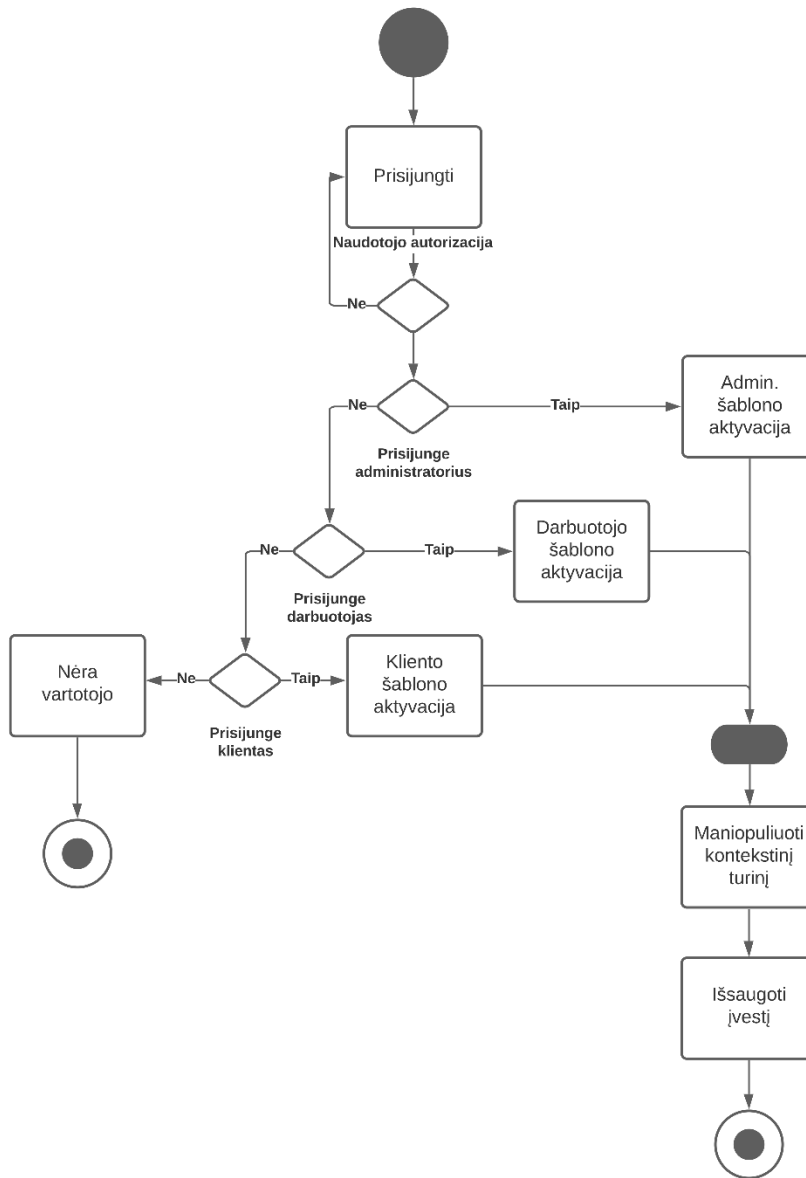 Prisijungti
Naudotojo autorizacija
Ne
Ne
Taip
Admin.
šablono
aktyvacija
Prisijunge
administratorius
Ne
Taip
Darbuotojo
šablono
aktyvacija
Prisijunge
darbuotojas
Nėra
vartotojo
Ne
Taip
Kliento
šablono
aktyvacija
Prisijunge
klientas
Maniopuliuoti
kontekstinį
turinį
Išsaugoti
įvestį